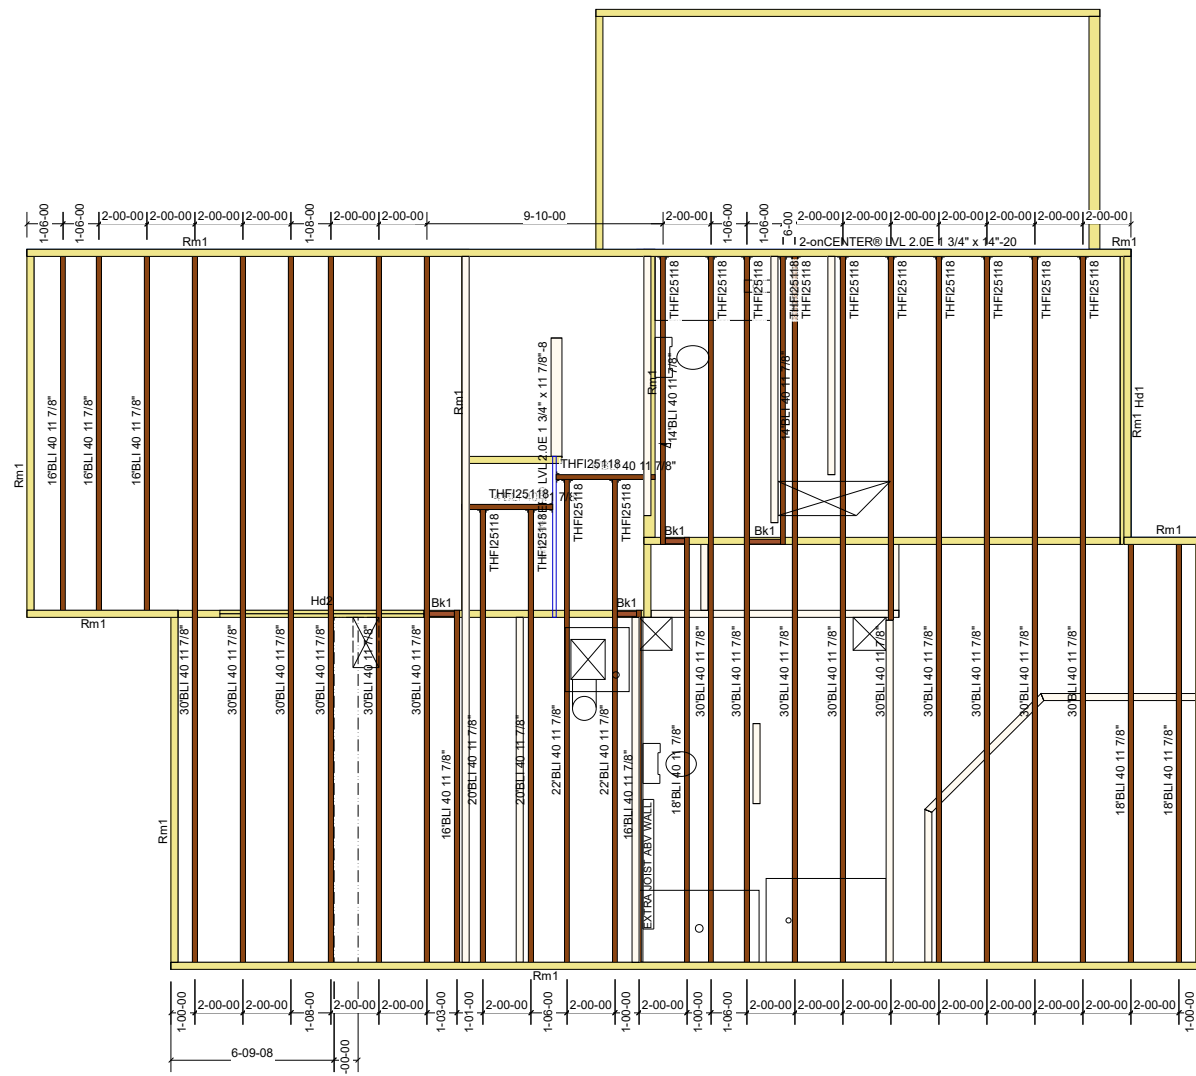 1-06-00
1-06-00
2-00-00
2-00-00
2-00-00
2-00-00
1-08-00
2-00-00
2-00-00
9-10-00
2-00-00
1-06-00
1-06-00
6-00
2-00-00
2-00-00
2-00-00
2-00-00
2-00-00
2-00-00
2-00-00
Rm1
2-onCENTER® LVL 2.0E 1 3/4" x 14"-20
Rm1
THFI25118
THFI25118
THFI25118
THFI25118
THFI25118
THFI25118
THFI25118
THFI25118
THFI25118
THFI25118
THFI25118
16'BLI 40 11 7/8"
16'BLI 40 11 7/8"
16'BLI 40 11 7/8"
Rm1
Rm1
LVL 2.0E 1 3/4" x 11 7/8"-8
Rm1
14'BLI 40 11 7/8"
14'BLI 40 11 7/8"
Rm1
Hd1
THFI25118
40 11 7/8"
THFI25118
THFI25118
THFI25118
THFI25118
THFI25118
Bk1
Bk1
Rm1
Rm1
Hd2
Bk1
Bk1
30'BLI 40 11 7/8"
30'BLI 40 11 7/8"
30'BLI 40 11 7/8"
30'BLI 40 11 7/8"
30'BLI 40 11 7/8"
30'BLI 40 11 7/8"
16'BLI 40 11 7/8"
20'BLI 40 11 7/8"
20'BLI 40 11 7/8"
22'BLI 40 11 7/8"
22'BLI 40 11 7/8"
16'BLI 40 11 7/8"
18'BLI 40 11 7/8"
30'BLI 40 11 7/8"
30'BLI 40 11 7/8"
30'BLI 40 11 7/8"
30'BLI 40 11 7/8"
30'BLI 40 11 7/8"
30'BLI 40 11 7/8"
30'BLI 40 11 7/8"
30'BLI 40 11 7/8"
30'BLI 40 11 7/8"
18'BLI 40 11 7/8"
18'BLI 40 11 7/8"
Rm1
EXTRA JOIST ABV WALL
Rm1
1-00-00
2-00-00
2-00-00
1-08-00
2-00-00
2-00-00
1-03-00
1-01-00
2-00-00
1-06-00
2-00-00
1-00-00
2-00-00
1-00-00
1-06-00
2-00-00
2-00-00
2-00-00
2-00-00
2-00-00
2-00-00
2-00-00
2-00-00
2-00-00
1-00-00
6-09-08
-00-00